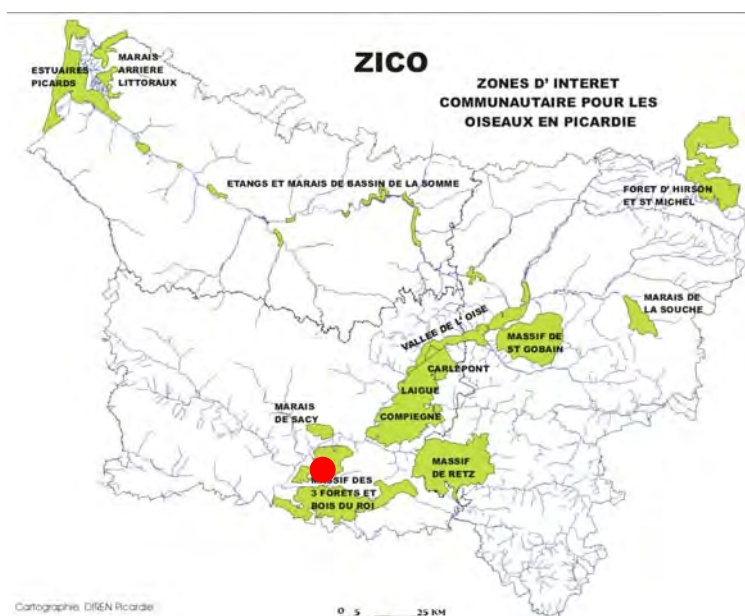 ZICO
ZONES D' INTERET
COMMUNAUTAIRE POUR LES
OISEAUX EN PICARDIE
ESTUAIRES
PICARDS
MARAIS
ARRIERE
LITTORAUX
ETANGS ET MARAIS DE BASSIN DE LA SOMME
FORET D' HIRSON
ET ST MICHEL
MARAIS DE
LA SOUCHE
VALLEE DE L' OISE
MASSIF DE
ST GOBAIN
CARLEPONT
LAIGUE
COMPIEGNE
MARAIS
DE SACY
MASSIF
DE RETZ
MASSIF DES
3 FORETS ET
BOIS DU ROI
Cartographie DIREN Picardie
0 5 25 KM